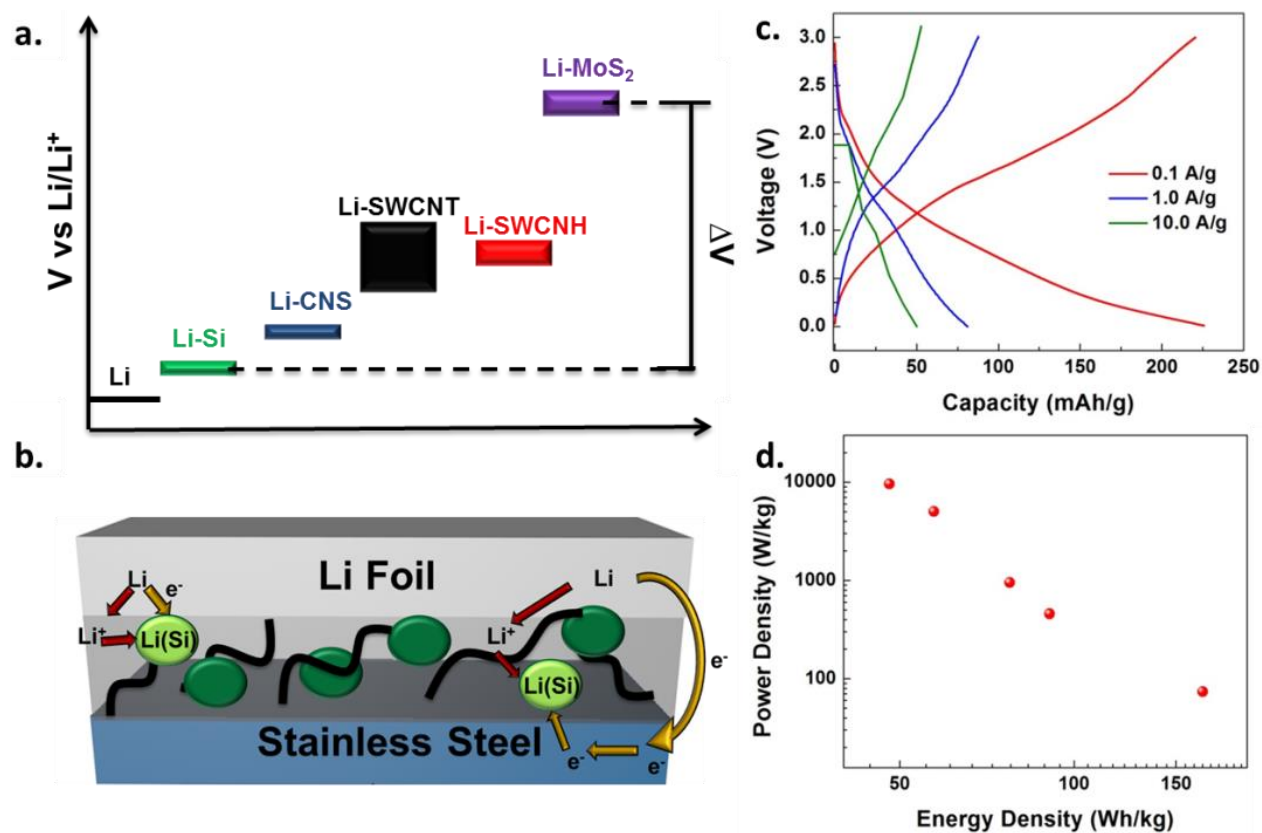 a.
V vs Li/Li⁺
Li
Li-Si
Li-CNS
Li-SWCNT
Li-SWCNH
Li-MoS₂
ΔV
b.
Li Foil
Li
e⁻
Li⁺
Li(Si)
Li
Li⁺
Li(Si)
e⁻
e⁻
e⁻
Stainless Steel
c.
Voltage (V)
3.0
2.5
2.0
1.5
1.0
0.5
0.0
0.1 A/g
1.0 A/g
10.0 A/g
0 50 100 150 200 250
Capacity (mAh/g)
d.
Power Density (W/kg)
10000
1000
100
50 100 150
Energy Density (Wh/kg)